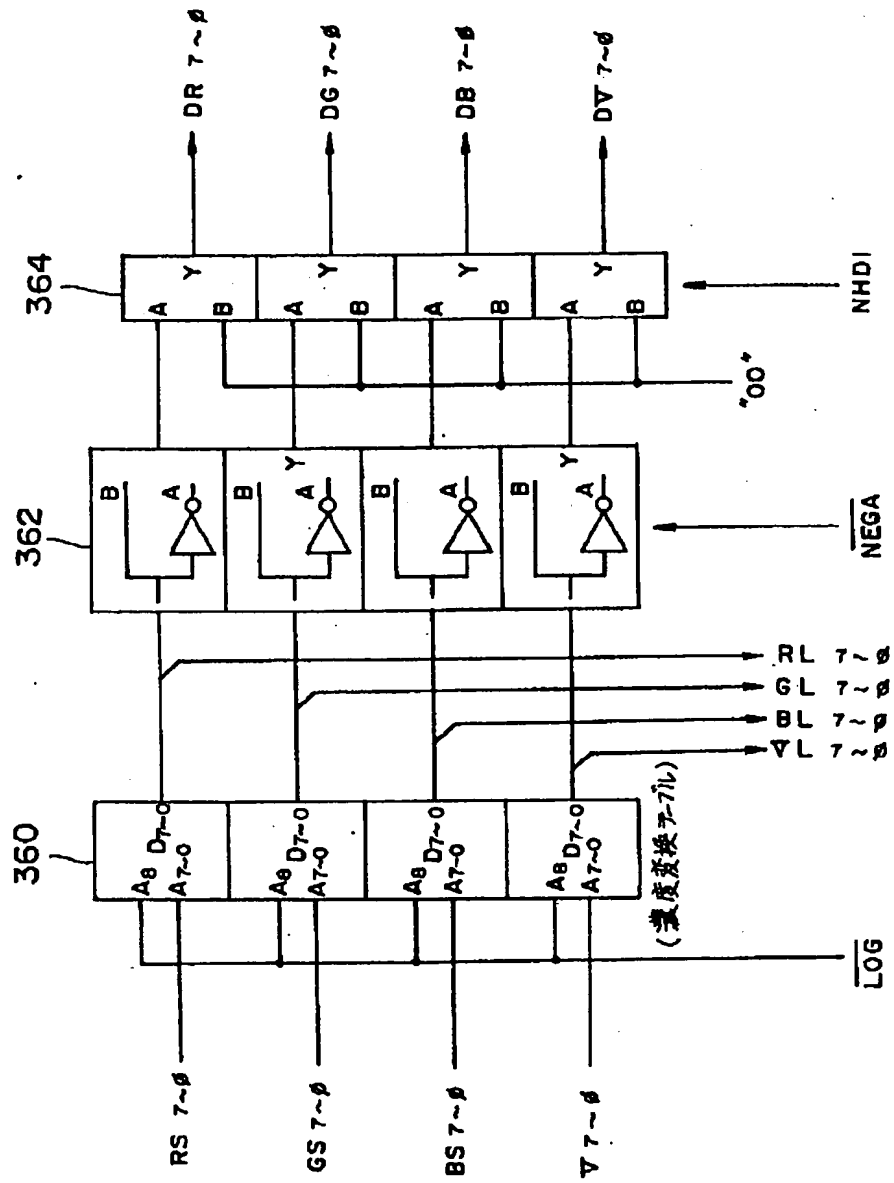 360
362
364
RS 7~0
GS 7~0
BS 7~0
V 7~0
A8 D7~0
A7~0
A8 D7~0
A7~0
A8 D7~0
A7~0
A8 D7~0
A7~0
(濃度変換テーブル)
LOG
RL 7~0
GL 7~0
BL 7~0
VL 7~0
B
A
B
A
Y
B
A
B
A
Y
NEGA
"00"
A
B
Y
A
B
Y
A
B
Y
A
B
Y
NHDI
DR 7~0
DG 7~0
DB 7~0
DV 7~0